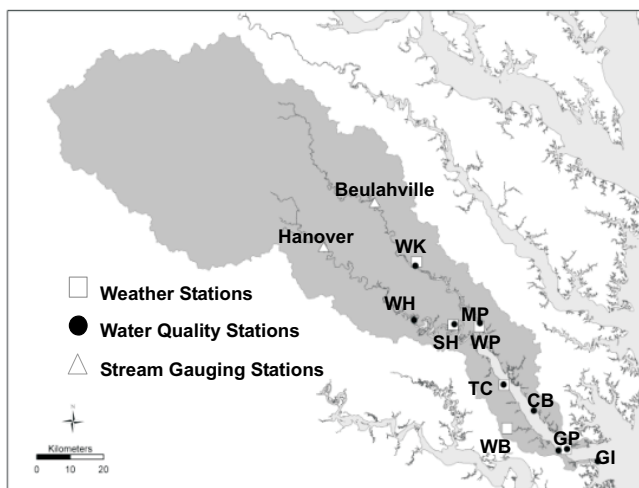 Beulahville
Hanover
WK
Weather Stations
WH
MP
Water Quality Stations
SH
WP
Stream Gauging Stations
TC
CB
WB
GP
GI
N
Kilometers
0 10 20